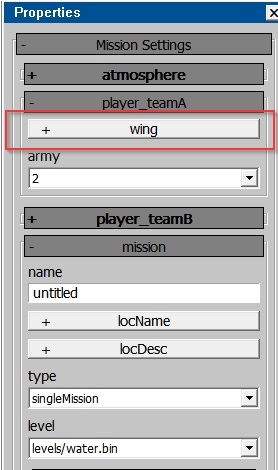 Properties
- Mission Settings
+ atmosphere
- player_teamA
+ wing
army
2
+ player_teamB
- mission
name
untitled
+ locName
+ locDesc
type
singleMission
level
levels/water.bin